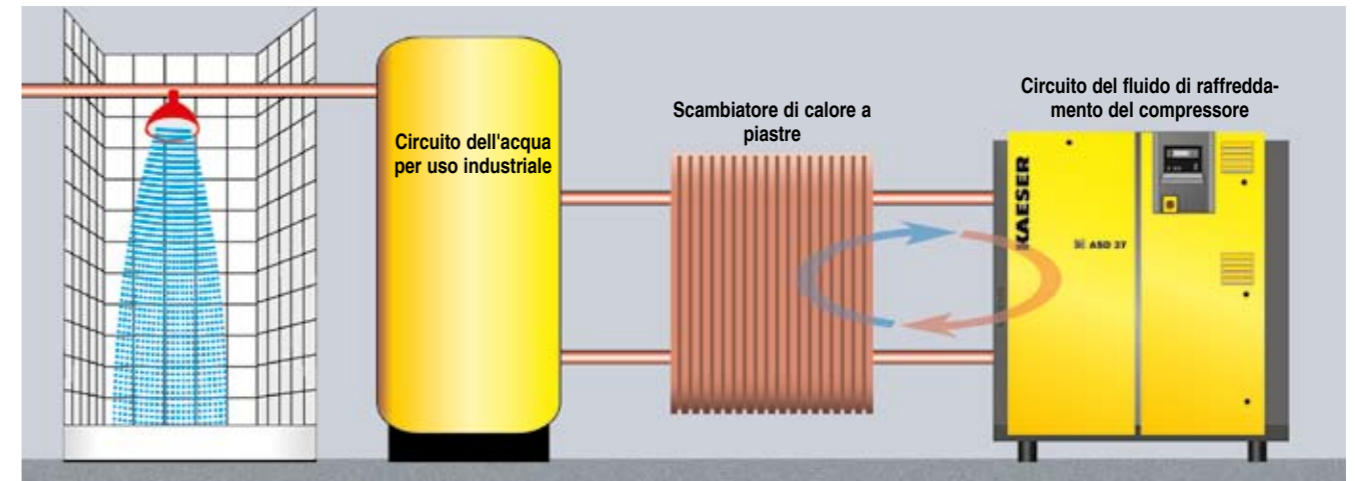 Circuito dell'acqua
per uso industriale
Scambiatore di calore a
piastre
Circuito del fluido di raffredda-
mento del compressore
KAESER
ASD 37